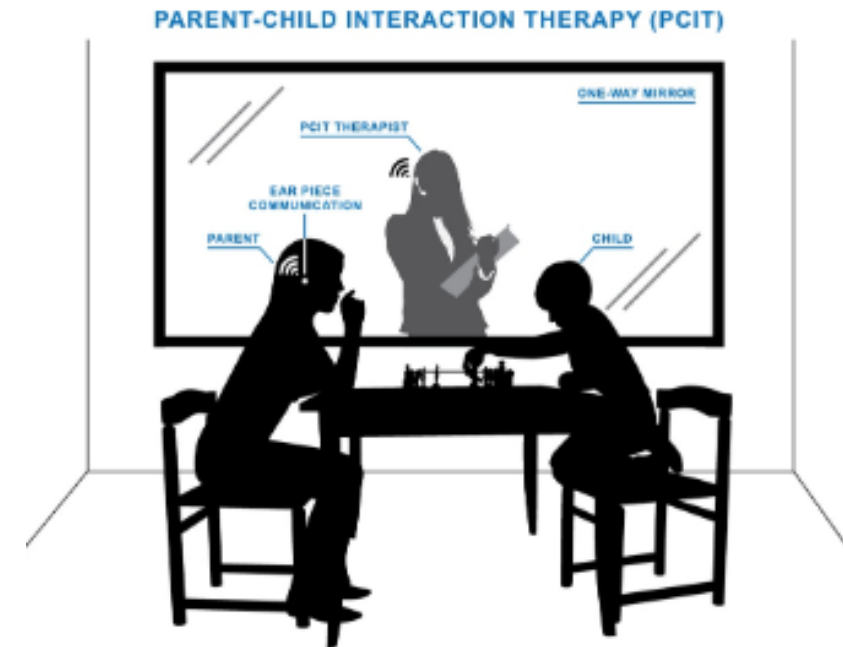 PARENT-CHILD INTERACTION THERAPY (PCIT)
ONE-WAY MIRROR
PCIT THERAPIST
EAR PIECE
COMMUNICATION
PARENT
CHILD